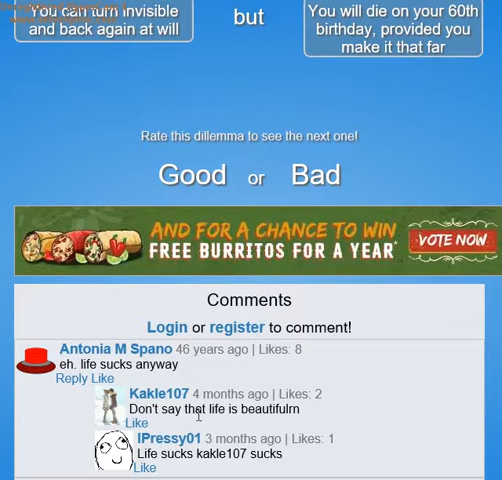 You can turn invisible
and back again at will
but
You will die on your 60th
birthday, provided you
make it that far
Rate this dillemma to see the next one!
Good or Bad
AND FOR A CHANCE TO WIN
FREE BURRITOS FOR A YEAR*
VOTE NOW
Comments
Login or register to comment!
Antonia M Spano 46 years ago | Likes: 8
eh. life sucks anyway
Reply Like
Kakle107 4 months ago | Likes: 2
Don't say that life is beautifulrn
Like
IPressy01 3 months ago | Likes: 1
Life sucks kakle107 sucks
Like